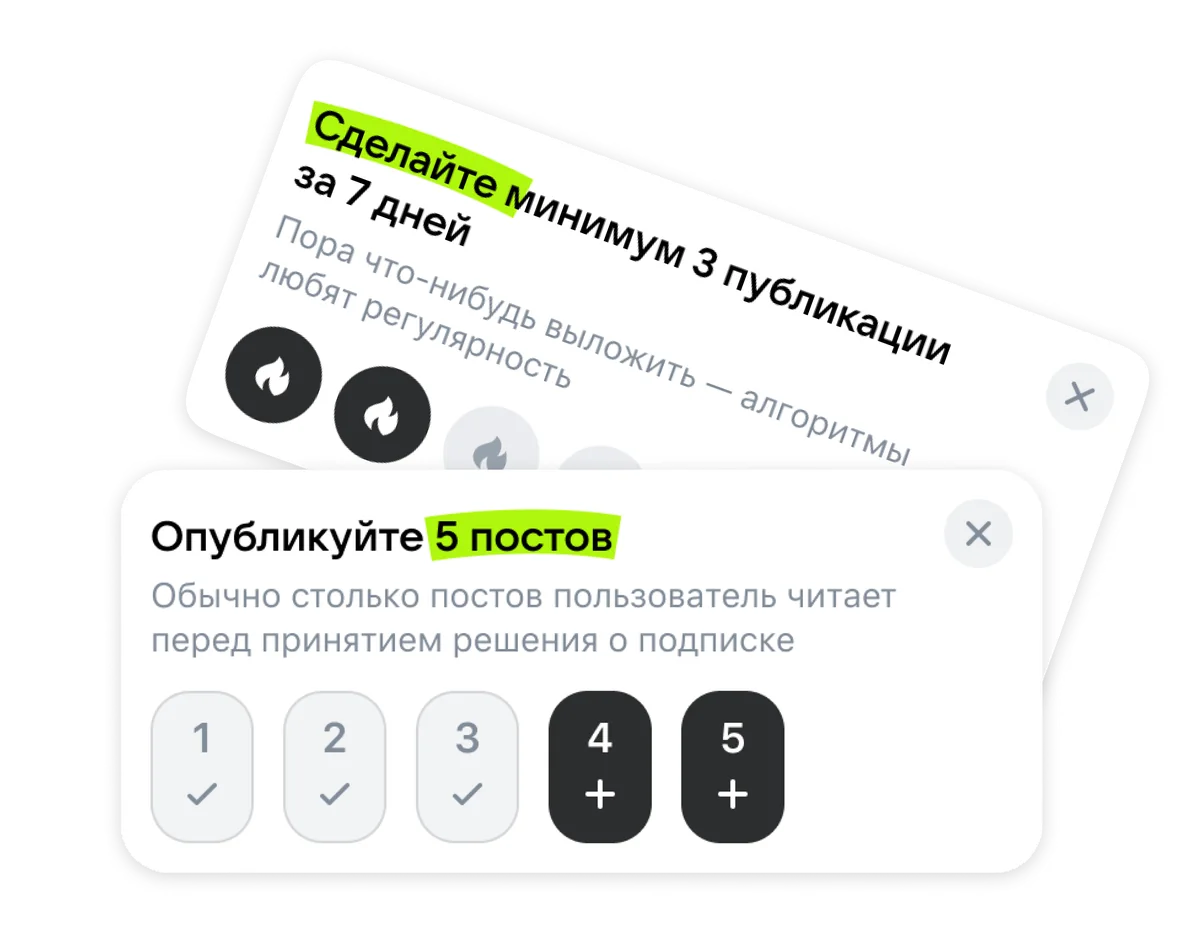 Сделайте минимум 3 публикации
за 7 дней
Пора что-нибудь выложить — алгоритмы
любят регулярность
Опубликуйте 5 постов
Обычно столько постов пользователь читает
перед принятием решения о подписке
1 2 3 4 5